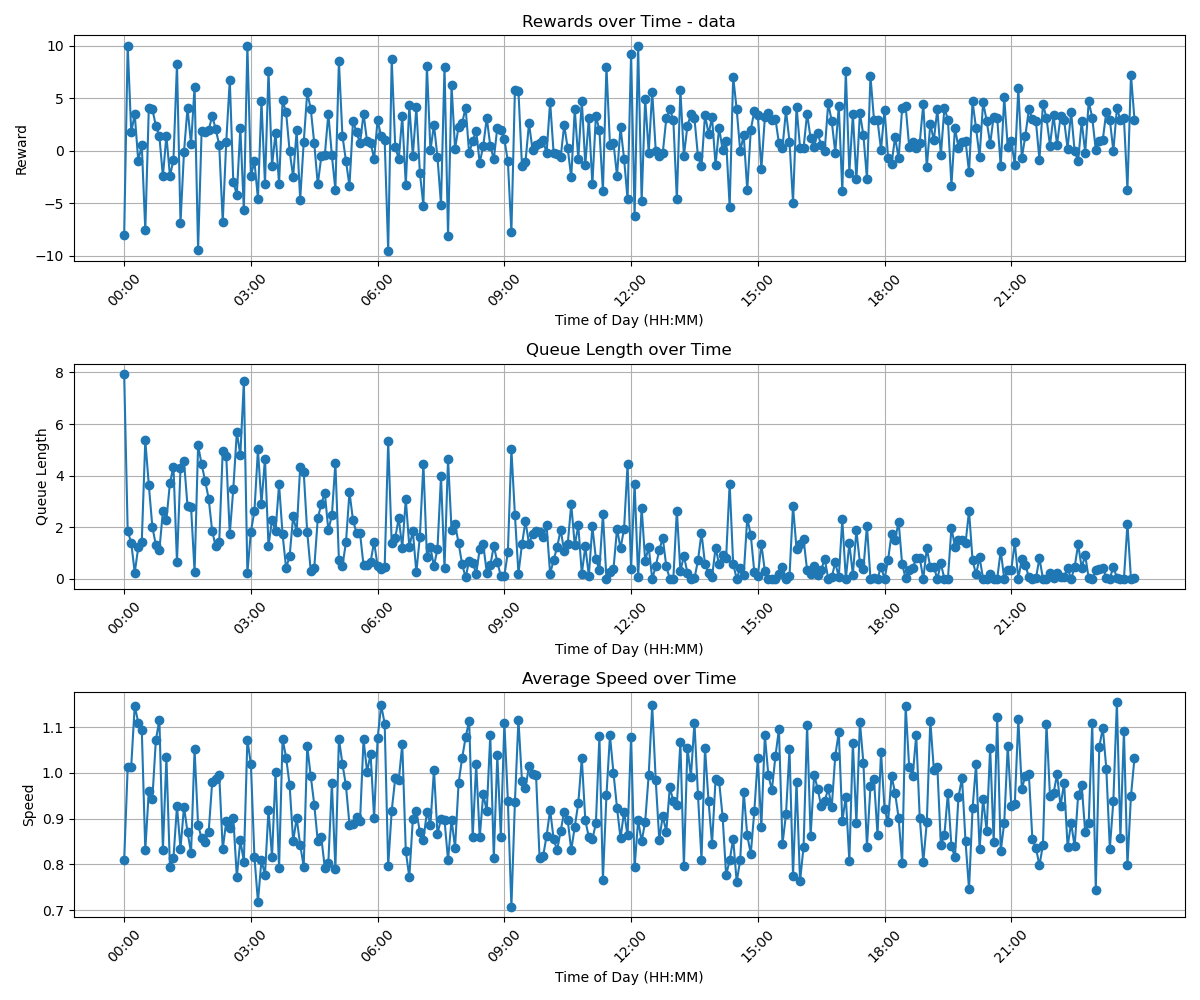 Rewards over Time - data
10
5
0
−5
−10
Reward
00:00 03:00 06:00 09:00 12:00 15:00 18:00 21:00
Time of Day (HH:MM)
Queue Length over Time
8
6
4
2
0
Queue Length
00:00 03:00 06:00 09:00 12:00 15:00 18:00 21:00
Time of Day (HH:MM)
Average Speed over Time
1.1
1.0
0.9
0.8
0.7
Speed
00:00 03:00 06:00 09:00 12:00 15:00 18:00 21:00
Time of Day (HH:MM)